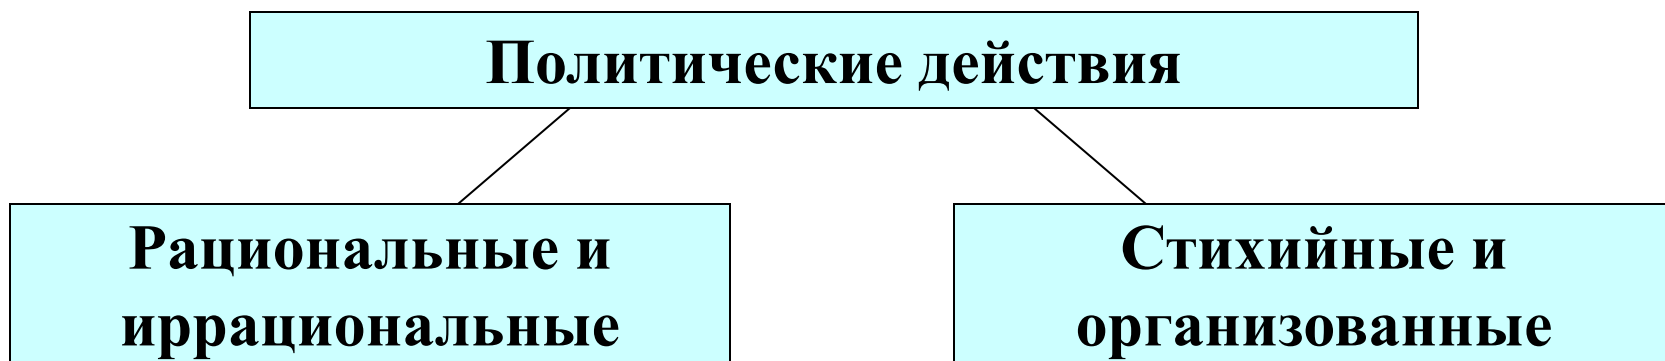 Политические действия
Рациональные и
иррациональные
Стихийные и
организованные